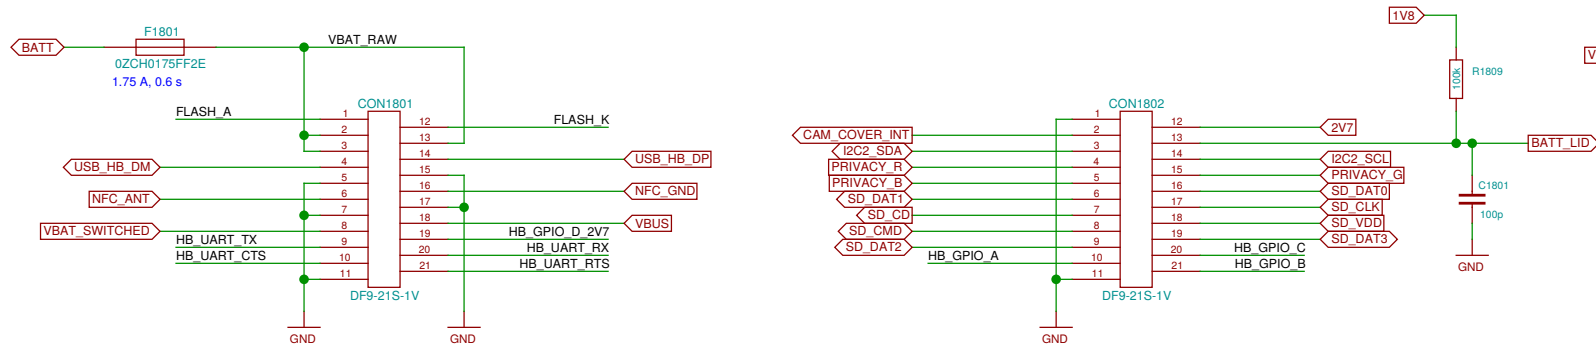 BATT
F1801
0ZCH0175FF2E
1.75 A, 0.6 s
VBAT_RAW
CON1801
FLASH_A 1
2
3
USB_HB_DM 4
5
NFC_ANT 6
7
VBAT_SWITCHED 8
HB_UART_TX 9
HB_UART_CTS 10
11
12 FLASH_K
13
14 USB_HB_DP
15
16 NFC_GND
17
18 VBUS
19 HB_GPIO_D_2V7
20 HB_UART_RX
21 HB_UART_RTS
DF9-21S-1V
GND
GND
CON1802
1
CAM_COVER_INT 2
I2C2_SDA 3
PRIVACY_R 4
PRIVACY_B 5
SD_DAT1 6
SD_CD 7
SD_CMD 8
SD_DAT2 9
HB_GPIO_A 10
11
12 2V7
13
14 I2C2_SCL
15 PRIVACY_G
16 SD_DAT0
17 SD_CLK
18 SD_VDD
19 SD_DAT3
20 HB_GPIO_C
21 HB_GPIO_B
DF9-21S-1V
GND
1V8
R1809
100k
BATT_LID
C1801
100p
GND
V